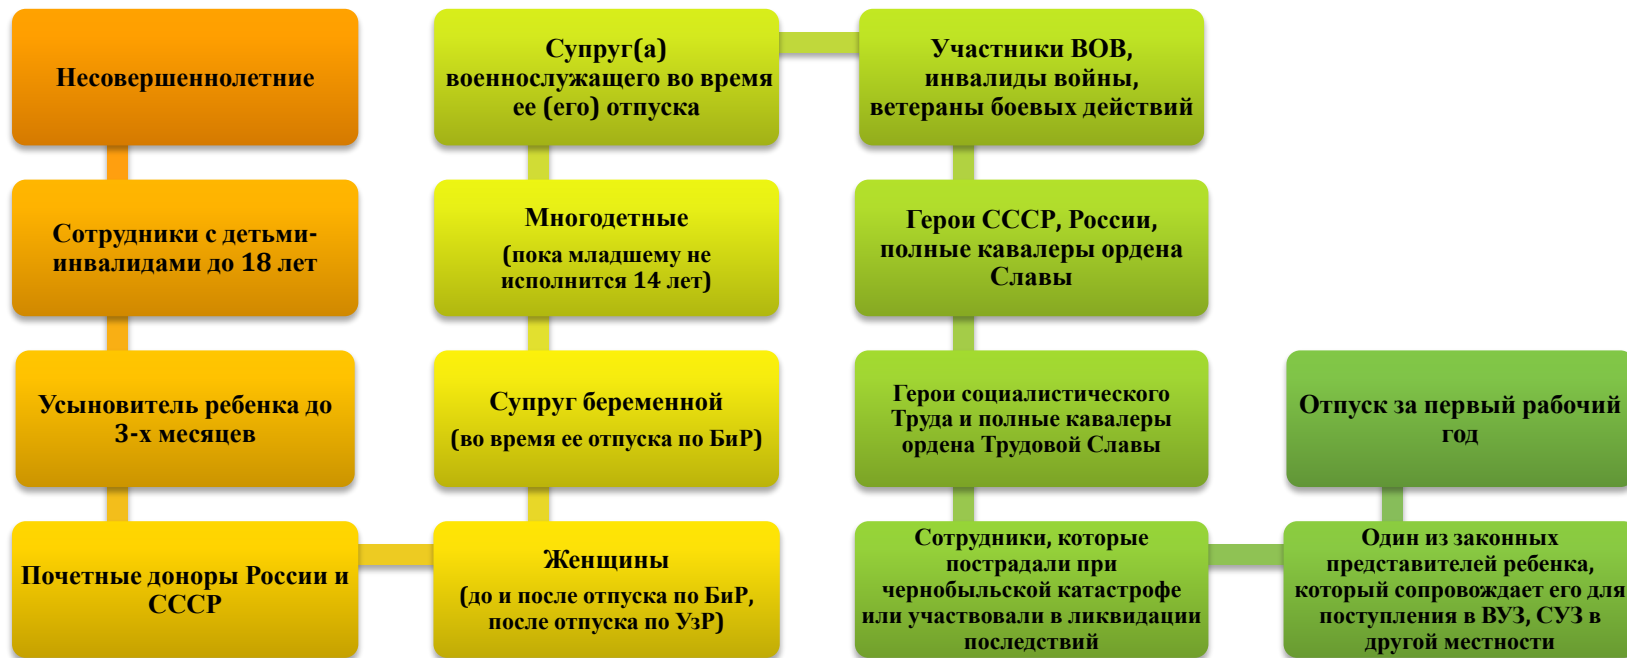 Несовершеннолетние
Сотрудники с детьми-
инвалидами до 18 лет
Усыновитель ребенка до
3-х месяцев
Почетные доноры России и
СССР
Женщины
(до и после отпуска по БиР,
после отпуска по УзР)
Супруг беременной
(во время ее отпуска по БиР)
Многодетные
(пока младшему не
исполнится 14 лет)
Супруг(а)
военнослужащего во время
ее (его) отпуска
Участники ВОВ,
инвалиды войны,
ветераны боевых действий
Герои СССР, России,
полные кавалеры ордена
Славы
Герои социалистического
Труда и полные кавалеры
ордена Трудовой Славы
Сотрудники, которые
пострадали при
чернобыльской катастрофе
или участвовали в ликвидации
последствий
Один из законных
представителей ребенка,
который сопровождает его для
поступления в ВУЗ, СУЗ в
другой местности
Отпуск за первый рабочий
год